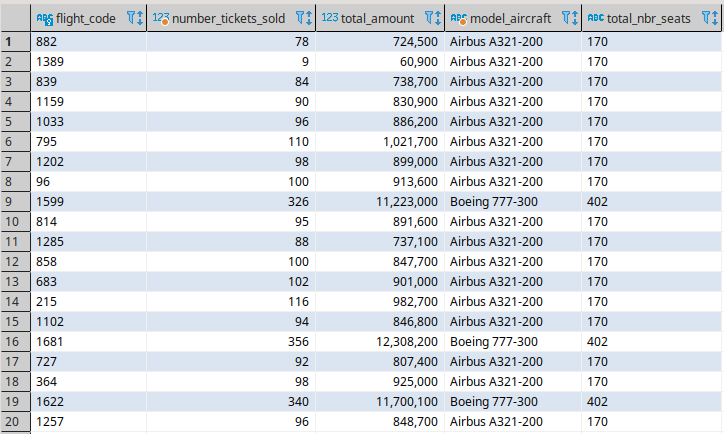 ABC flight_code 123 number_tickets_sold 123 total_amount ABC model_aircraft ABC total_nbr_seats
1 882 78 724,500 Airbus A321-200 170
2 1389 9 60,900 Airbus A321-200 170
3 839 84 738,700 Airbus A321-200 170
4 1159 90 830,900 Airbus A321-200 170
5 1033 96 886,200 Airbus A321-200 170
6 795 110 1,021,700 Airbus A321-200 170
7 1202 98 899,000 Airbus A321-200 170
8 96 100 913,600 Airbus A321-200 170
9 1599 326 11,223,000 Boeing 777-300 402
10 814 95 891,600 Airbus A321-200 170
11 1285 88 737,100 Airbus A321-200 170
12 858 100 847,700 Airbus A321-200 170
13 683 102 901,000 Airbus A321-200 170
14 215 116 982,700 Airbus A321-200 170
15 1102 94 846,800 Airbus A321-200 170
16 1681 356 12,308,200 Boeing 777-300 402
17 727 92 807,400 Airbus A321-200 170
18 364 98 925,000 Airbus A321-200 170
19 1622 340 11,700,100 Boeing 777-300 402
20 1257 96 848,700 Airbus A321-200 170